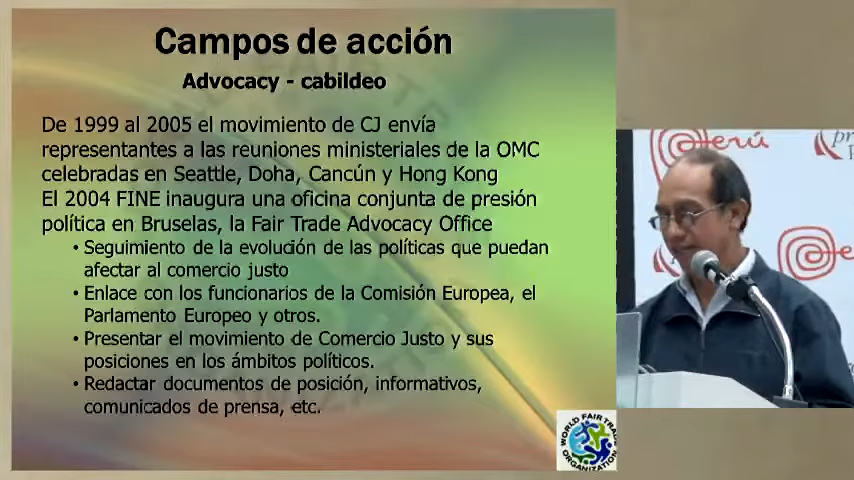 Campos de acción
Advocacy - cabildeo
De 1999 al 2005 el movimiento de CJ envía
representantes a las reuniones ministeriales de la OMC
celebradas en Seattle, Doha, Cancún y Hong Kong
El 2004 FINE inaugura una oficina conjunta de presión
política en Bruselas, la Fair Trade Advocacy Office
• Seguimiento de la evolución de las políticas que puedan
afectar al comercio justo
• Enlace con los funcionarios de la Comisión Europea, el
Parlamento Europeo y otros.
• Presentar el movimiento de Comercio Justo y sus
posiciones en los ámbitos políticos.
• Redactar documentos de posición, informativos,
comunicados de prensa, etc.
WORLD FAIR TRADE
ORGANIZATION
Perú